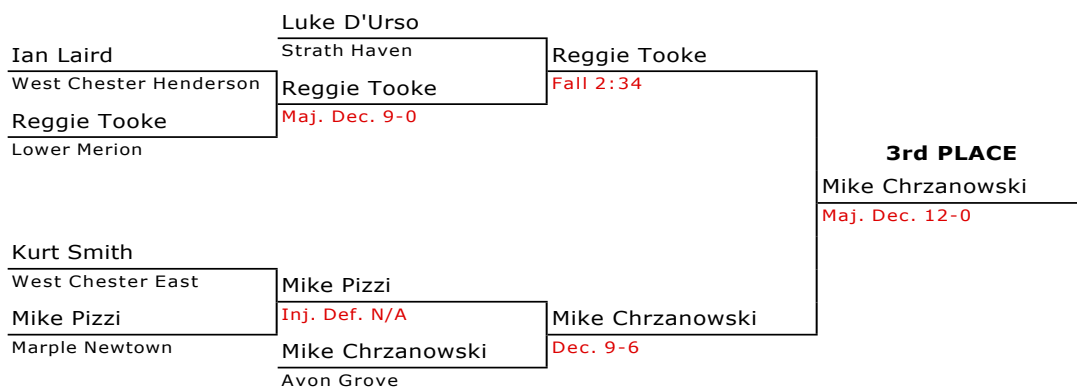 Luke D'Urso
Strath Haven
Ian Laird
West Chester Henderson
Reggie Tooke
Lower Merion
Reggie Tooke
Maj. Dec. 9-0
Reggie Tooke
Fall 2:34
3rd PLACE
Mike Chrzanowski
Maj. Dec. 12-0
Kurt Smith
West Chester East
Mike Pizzi
Marple Newtown
Mike Pizzi
Inj. Def. N/A
Mike Chrzanowski
Avon Grove
Mike Chrzanowski
Dec. 9-6